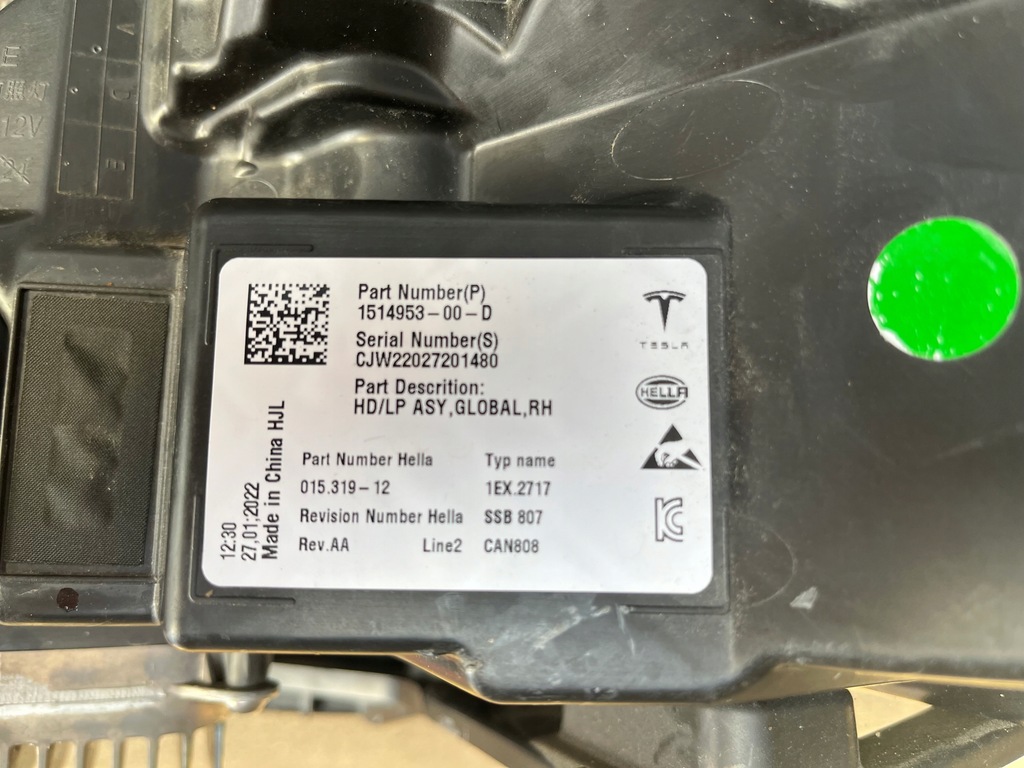 12V
Part Number(P)
1514953-00-D
Serial Number(S)
CJW22027201480
Part Descrition:
HD/LP ASY,GLOBAL,RH
TESLA
HELLA
Part Number Hella Typ name
015.319-12 1EX.2717
Revision Number Hella SSB 807
Rev.AA Line2 CAN808
12:30
27,01;2022
Made in China HJL